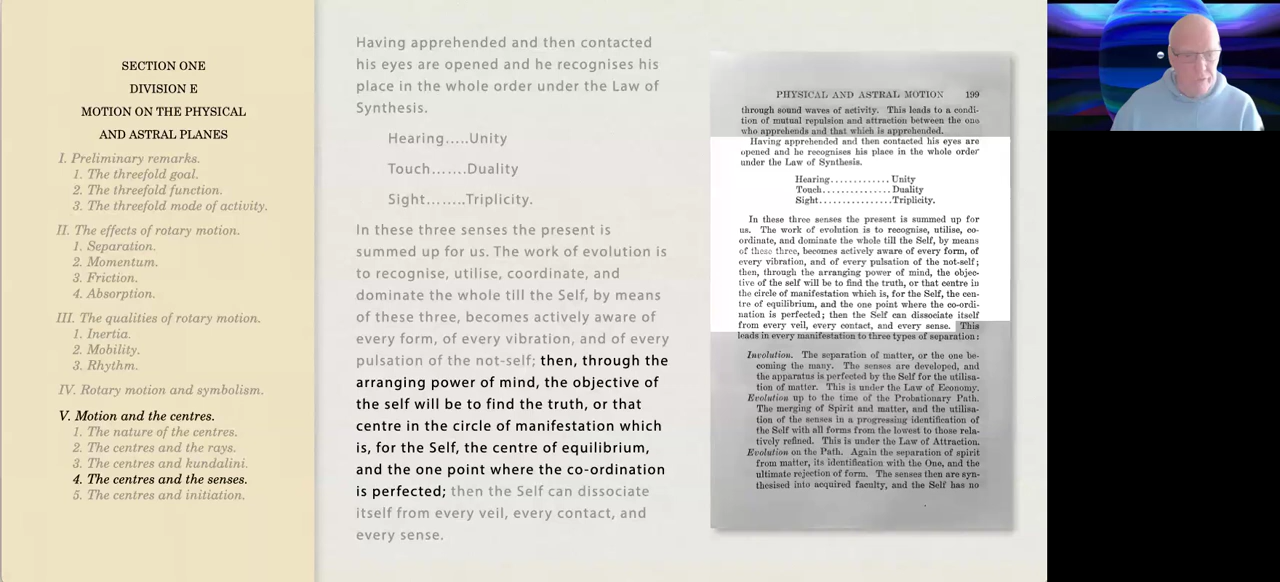 SECTION ONE
DIVISION E
MOTION ON THE PHYSICAL
AND ASTRAL PLANES
I. Preliminary remarks.
1. The threefold goal.
2. The threefold function.
3. The threefold mode of activity.
II. The effects of rotary motion.
1. Separation.
2. Momentum.
3. Friction.
4. Absorption.
III. The qualities of rotary motion.
1. Inertia.
2. Mobility.
3. Rhythm.
IV. Rotary motion and symbolism.
V. Motion and the centres.
1. The nature of the centres.
2. The centres and the rays.
3. The centres and kundalini.
4. The centres and the senses.
5. The centres and initiation.
Having apprehended and then contacted
his eyes are opened and he recognises his
place in the whole order under the Law of
Synthesis.
Hearing.....Unity
Touch.......Duality
Sight........Triplicity.
In these three senses the present is
summed up for us. The work of evolution is
to recognise, utilise, coordinate, and
dominate the whole till the Self, by means
of these three, becomes actively aware of
every form, of every vibration, and of every
pulsation of the not-self; then, through the
arranging power of mind, the objective of
the self will be to find the truth, or that
centre in the circle of manifestation which
is, for the Self, the centre of equilibrium,
and the one point where the co-ordination
is perfected; then the Self can dissociate
itself from every veil, every contact, and
every sense.
PHYSICAL AND ASTRAL MOTION 199
through sound waves of activity. This leads to a condi-
tion of mutual repulsion and attraction between the one
who apprehends and that which is apprehended.
Having apprehended and then contacted his eyes are
opened and he recognises his place in the whole order
under the Law of Synthesis.
Hearing............ Unity
Touch.............. Duality
Sight................Triplicity.
In these three senses the present is summed up for
us. The work of evolution is to recognise, utilise, co-
ordinate, and dominate the whole till the Self, by means
of these three, becomes actively aware of every form, of
every vibration, and of every pulsation of the not-self;
then, through the arranging power of mind, the objec-
tive of the self will be to find the truth, or that centre in
the circle of manifestation which is, for the Self, the cen-
tre of equilibrium, and the one point where the co-ordi-
nation is perfected; then the Self can dissociate itself
from every veil, every contact, and every sense. This
leads in every manifestation to three types of separation:
Involution. The separation of matter, or the one be-
coming the many. The senses are developed, and
the apparatus is perfected by the Self for the utilisa-
tion of matter. This is under the Law of Economy.
Evolution up to the time of the Probationary Path.
The merging of Spirit and matter, and the utilisa-
tion of the senses in a progressing identification of
the Self with all forms from the lowest to those rela-
tively refined. This is under the Law of Attraction.
Evolution on the Path. Again the separation of spirit
from matter, its identification with the One, and the
ultimate rejection of form. The senses then are syn-
thesised into acquired faculty, and the Self has no